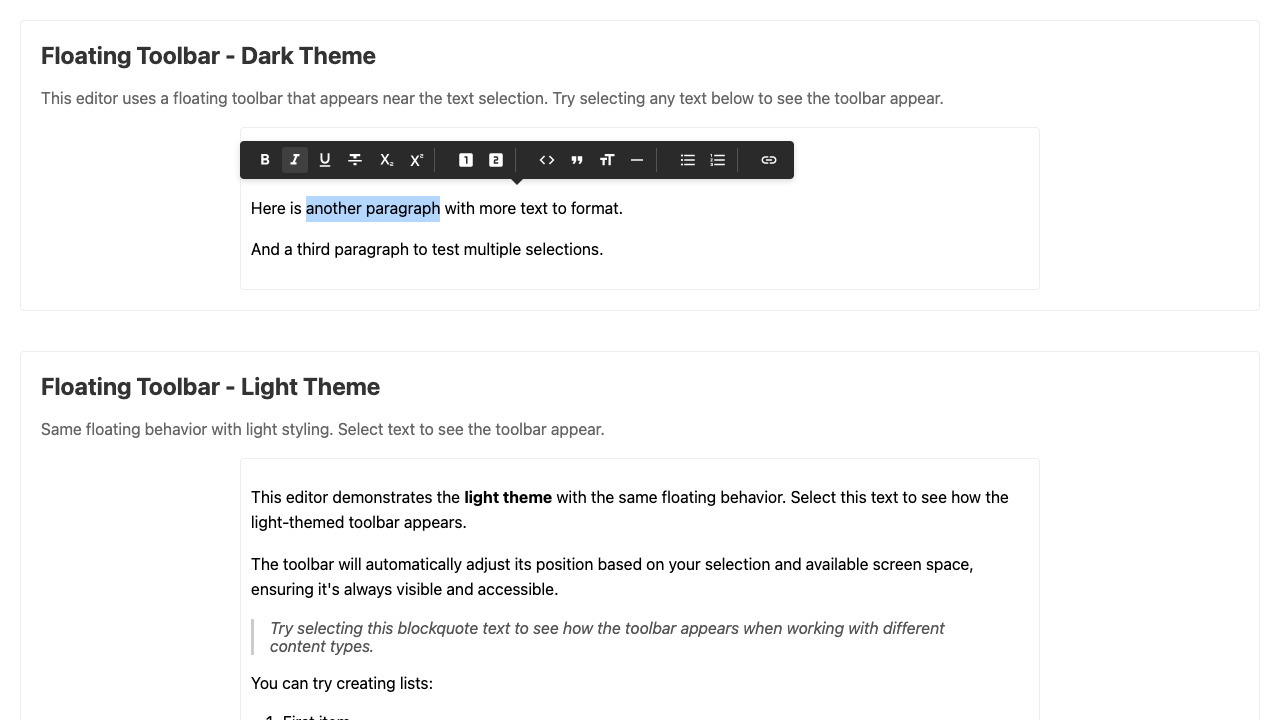 Floating Toolbar - Dark Theme
This editor uses a floating toolbar that appears near the text selection. Try selecting any text below to see the toolbar appear.
B I U X₂ X² 1 2
Here is another paragraph with more text to format.
And a third paragraph to test multiple selections.
Floating Toolbar - Light Theme
Same floating behavior with light styling. Select text to see the toolbar appear.
This editor demonstrates the light theme with the same floating behavior. Select this text to see how the
light-themed toolbar appears.
The toolbar will automatically adjust its position based on your selection and available screen space,
ensuring it's always visible and accessible.
Try selecting this blockquote text to see how the toolbar appears when working with different
content types.
You can try creating lists:
1. First item